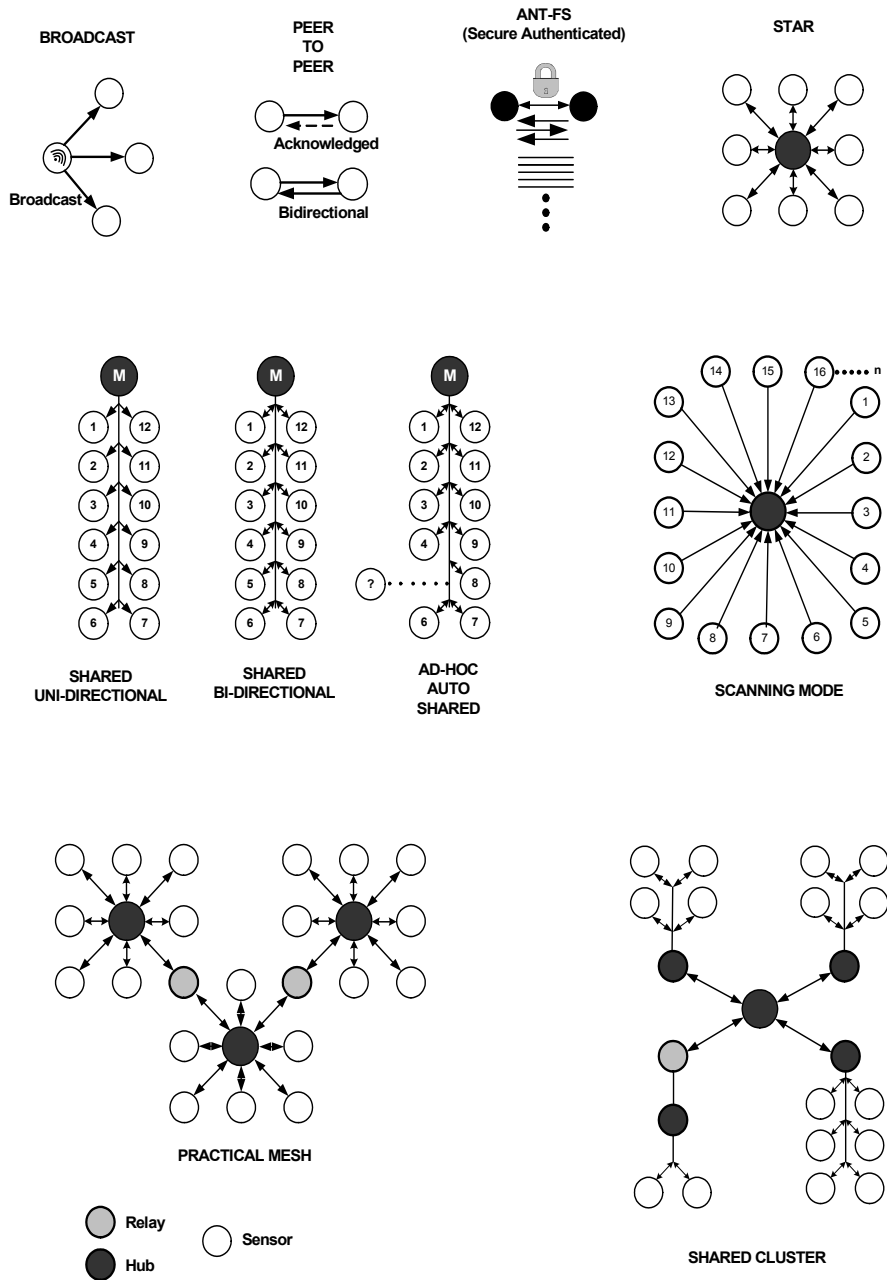 BROADCAST
Broadcast
PEER
TO
PEER
Acknowledged
Bidirectional
ANT-FS
(Secure Authenticated)
S
STAR
M
1 12
2 11
3 10
4 9
5 8
6 7
SHARED
UNI-DIRECTIONAL
M
1 12
2 11
3 10
4 9
5 8
6 7
SHARED
BI-DIRECTIONAL
M
1 12
2 11
3 10
4 9
? 8
6 7
AD-HOC
AUTO
SHARED
14 15 16 n
13 1
12 2
11 3
10 4
9 5
8 7 6
SCANNING MODE
PRACTICAL MESH
Relay
Hub
Sensor
SHARED CLUSTER